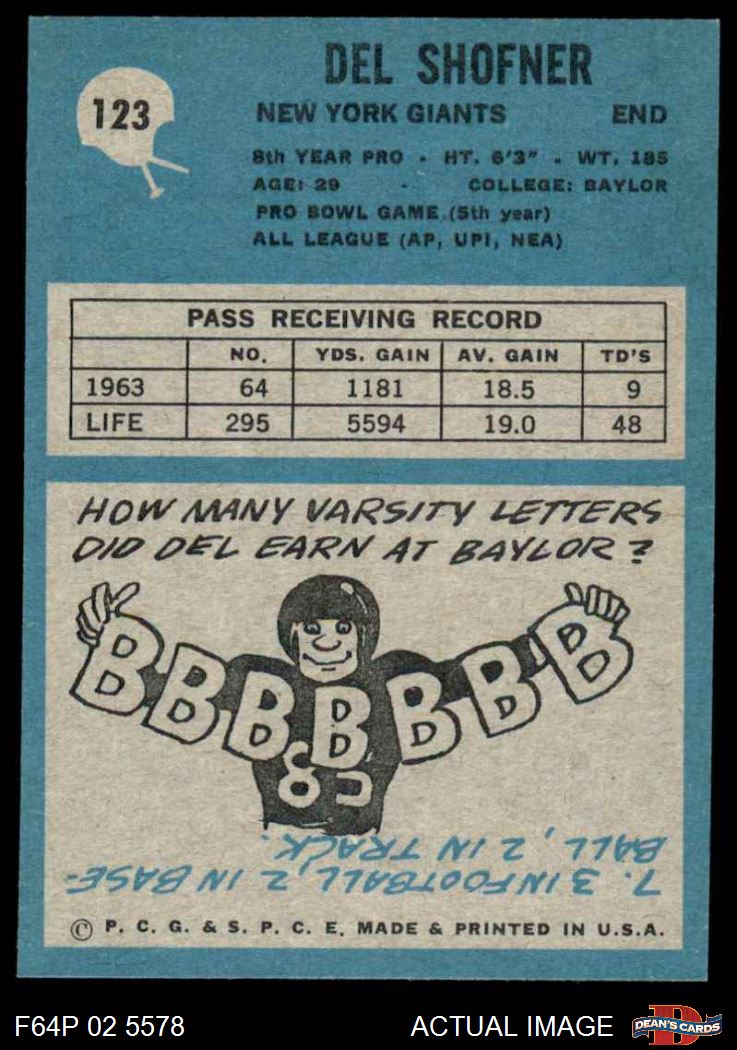 123
DEL SHOFNER
NEW YORK GIANTS END
8th YEAR PRO - HT. 6'3" - WT. 185
AGE: 29 - COLLEGE: BAYLOR
PRO BOWL GAME (5th year)
ALL LEAGUE (AP, UPI, NEA)
PASS RECEIVING RECORD
NO. YDS. GAIN AV. GAIN TD'S
1963 64 1181 18.5 9
LIFE 295 5594 19.0 48
HOW MANY VARSITY LETTERS
DID DEL EARN AT BAYLOR?
B B B B B B B
85
7. 3 IN FOOTBALL, 2 IN BASE-
BALL, 2 IN TRACK.
© P. C. G. & S. P. C. E. MADE & PRINTED IN U.S.A.
F64P 02 5578 ACTUAL IMAGE
D
DEAN'S CARDS